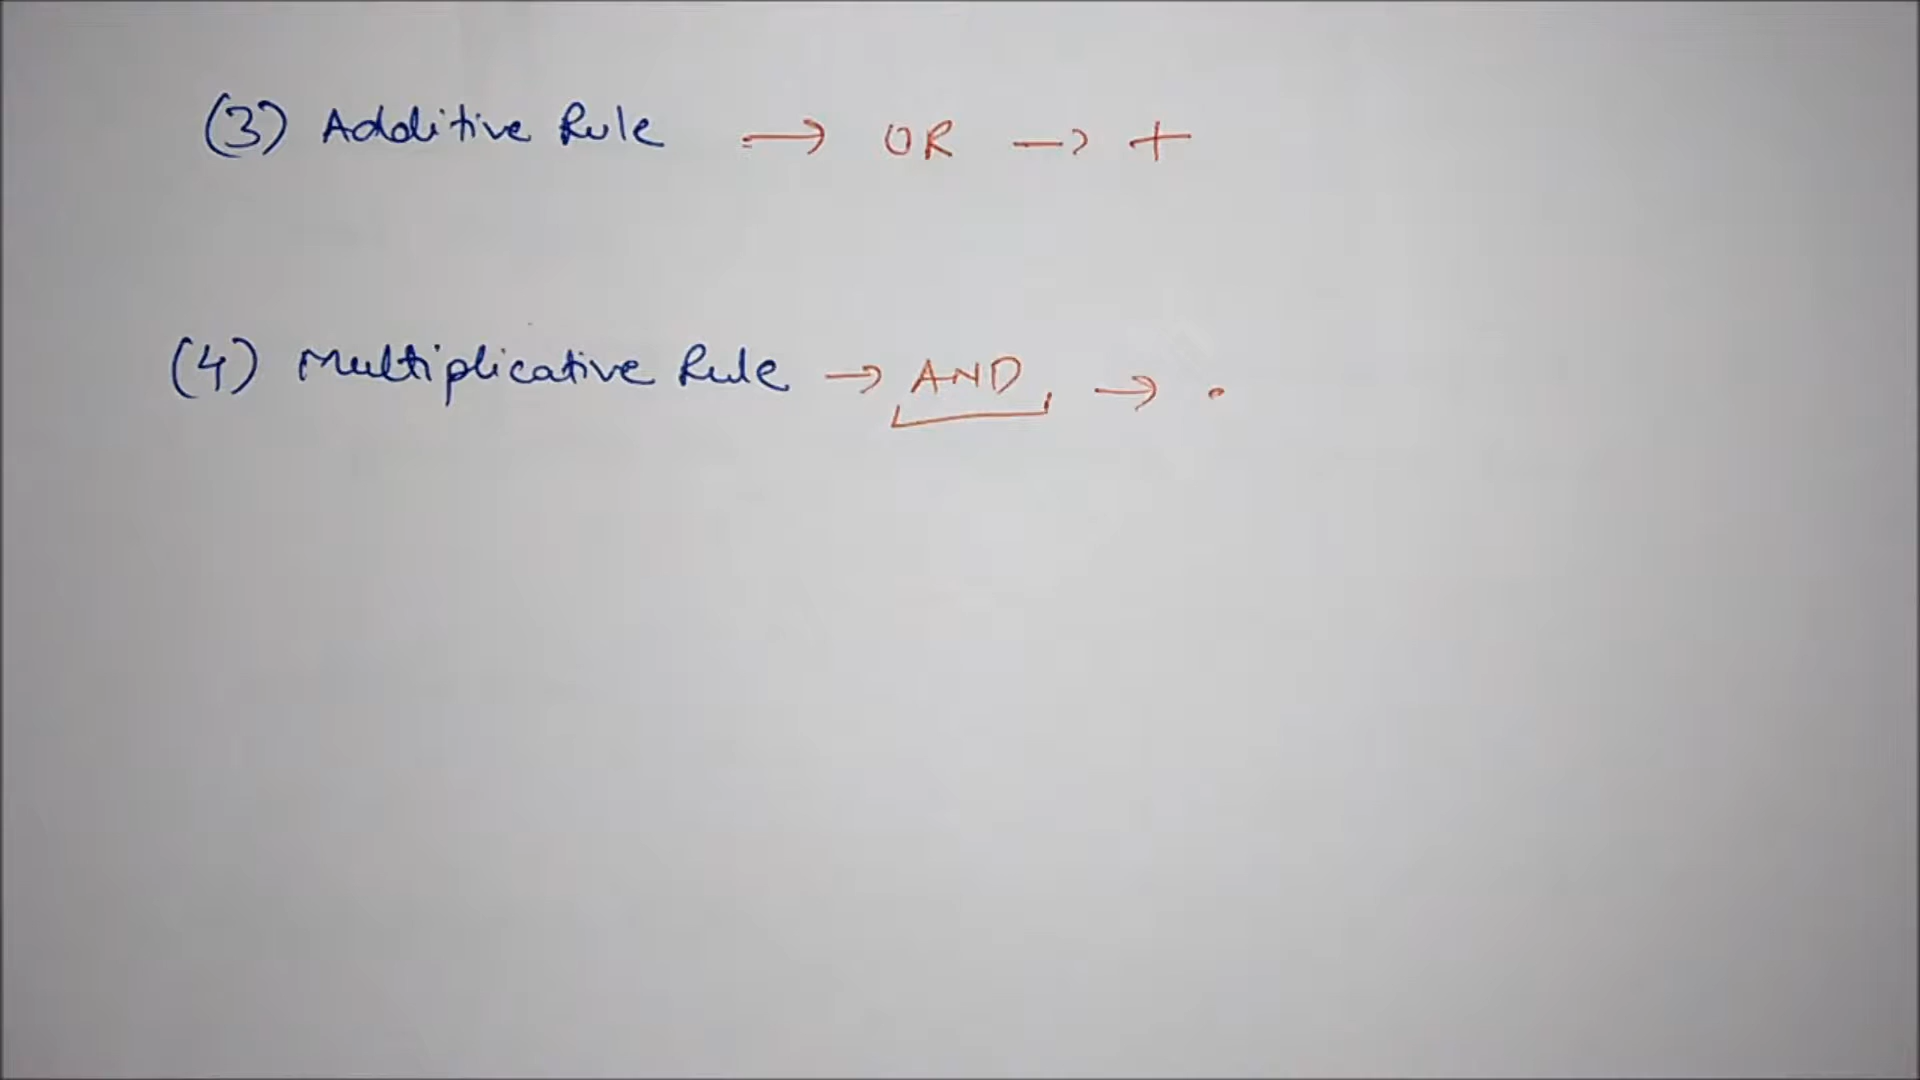 (3) Additive Rule → OR → +
(4) Multiplicative Rule → AND → •